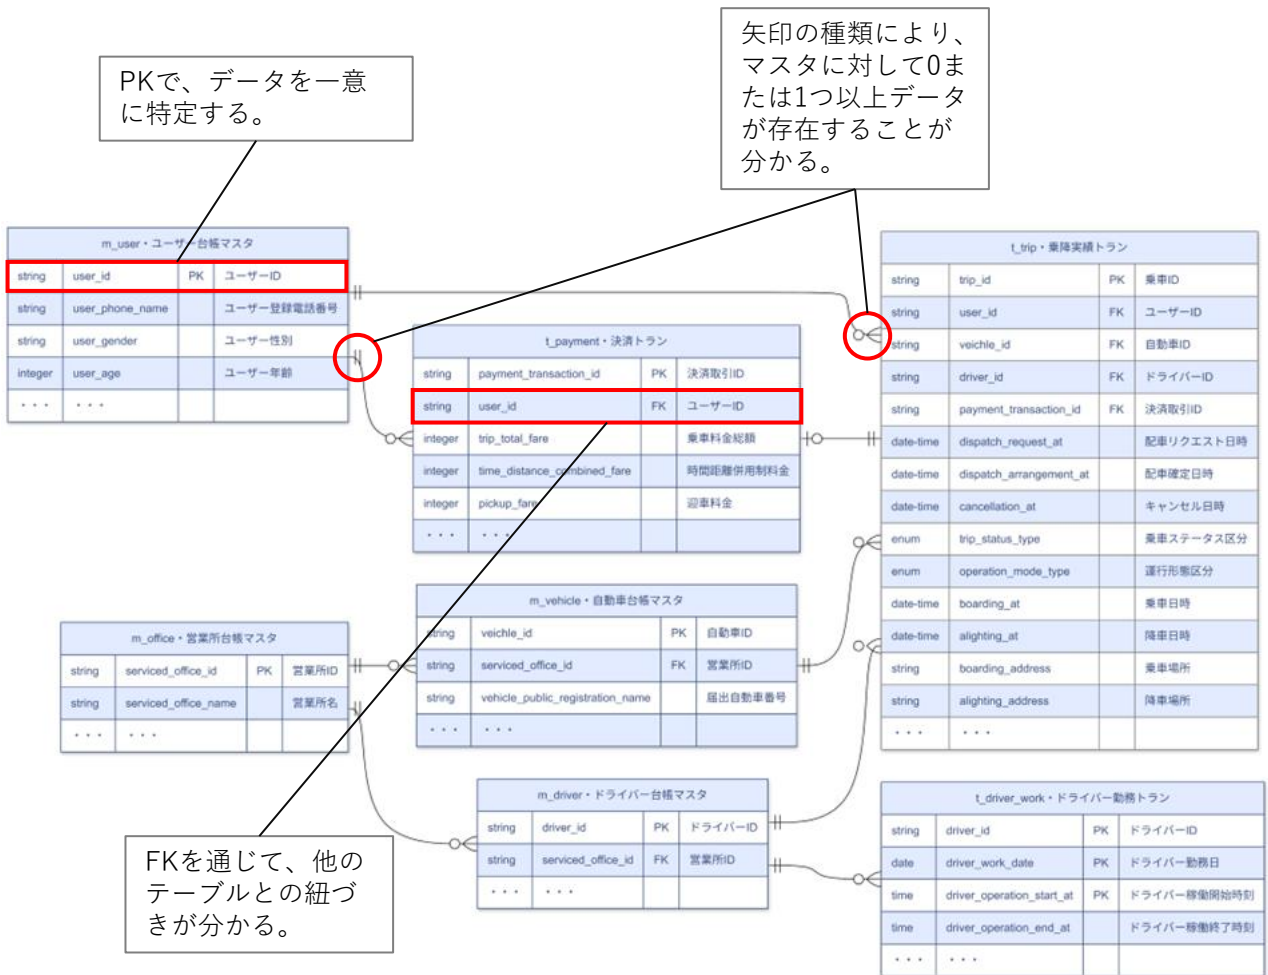 矢印の種類により、
マスタに対して0ま
たは1つ以上データ
が存在することが
分かる。
PKで、データを一意
に特定する。
m_user・ユーザー台帳マスタ
string user_id PK ユーザーID
string user_phone_name ユーザー登録電話番号
string user_gender ユーザー性別
integer user_age ユーザー年齢
・・・ ・・・
t_payment・決済トラン
string payment_transaction_id PK 決済取引ID
string user_id FK ユーザーID
integer trip_total_fare 乗車料金総額
integer time_distance_combined_fare 時間距離併用制料金
integer pickup_fare 迎車料金
・・・ ・・・
t_trip・乗降実績トラン
string trip_id PK 乗車ID
string user_id FK ユーザーID
string veichle_id FK 自動車ID
string driver_id FK ドライバーID
string payment_transaction_id FK 決済取引ID
date-time dispatch_request_at 配車リクエスト日時
date-time dispatch_arrangement_at 配車確定日時
date-time cancellation_at キャンセル日時
enum trip_status_type 乗車ステータス区分
enum operation_mode_type 運行形態区分
date-time boarding_at 乗車日時
date-time alighting_at 降車日時
string boarding_address 乗車場所
string alighting_address 降車場所
・・・ ・・・
m_office・営業所台帳マスタ
string serviced_office_id PK 営業所ID
string serviced_office_name 営業所名
・・・ ・・・
m_vehicle・自動車台帳マスタ
string veichle_id PK 自動車ID
string serviced_office_id FK 営業所ID
string vehicle_public_registration_name 届出自動車番号
・・・ ・・・
m_driver・ドライバー台帳マスタ
string driver_id PK ドライバーID
string serviced_office_id FK 営業所ID
・・・ ・・・
t_driver_work・ドライバー勤務トラン
string driver_id PK ドライバーID
date driver_work_date PK ドライバー勤務日
time driver_operation_start_at PK ドライバー稼働開始時刻
time driver_operation_end_at ドライバー稼働終了時刻
・・・ ・・・
FKを通じて、他の
テーブルとの紐づ
きが分かる。